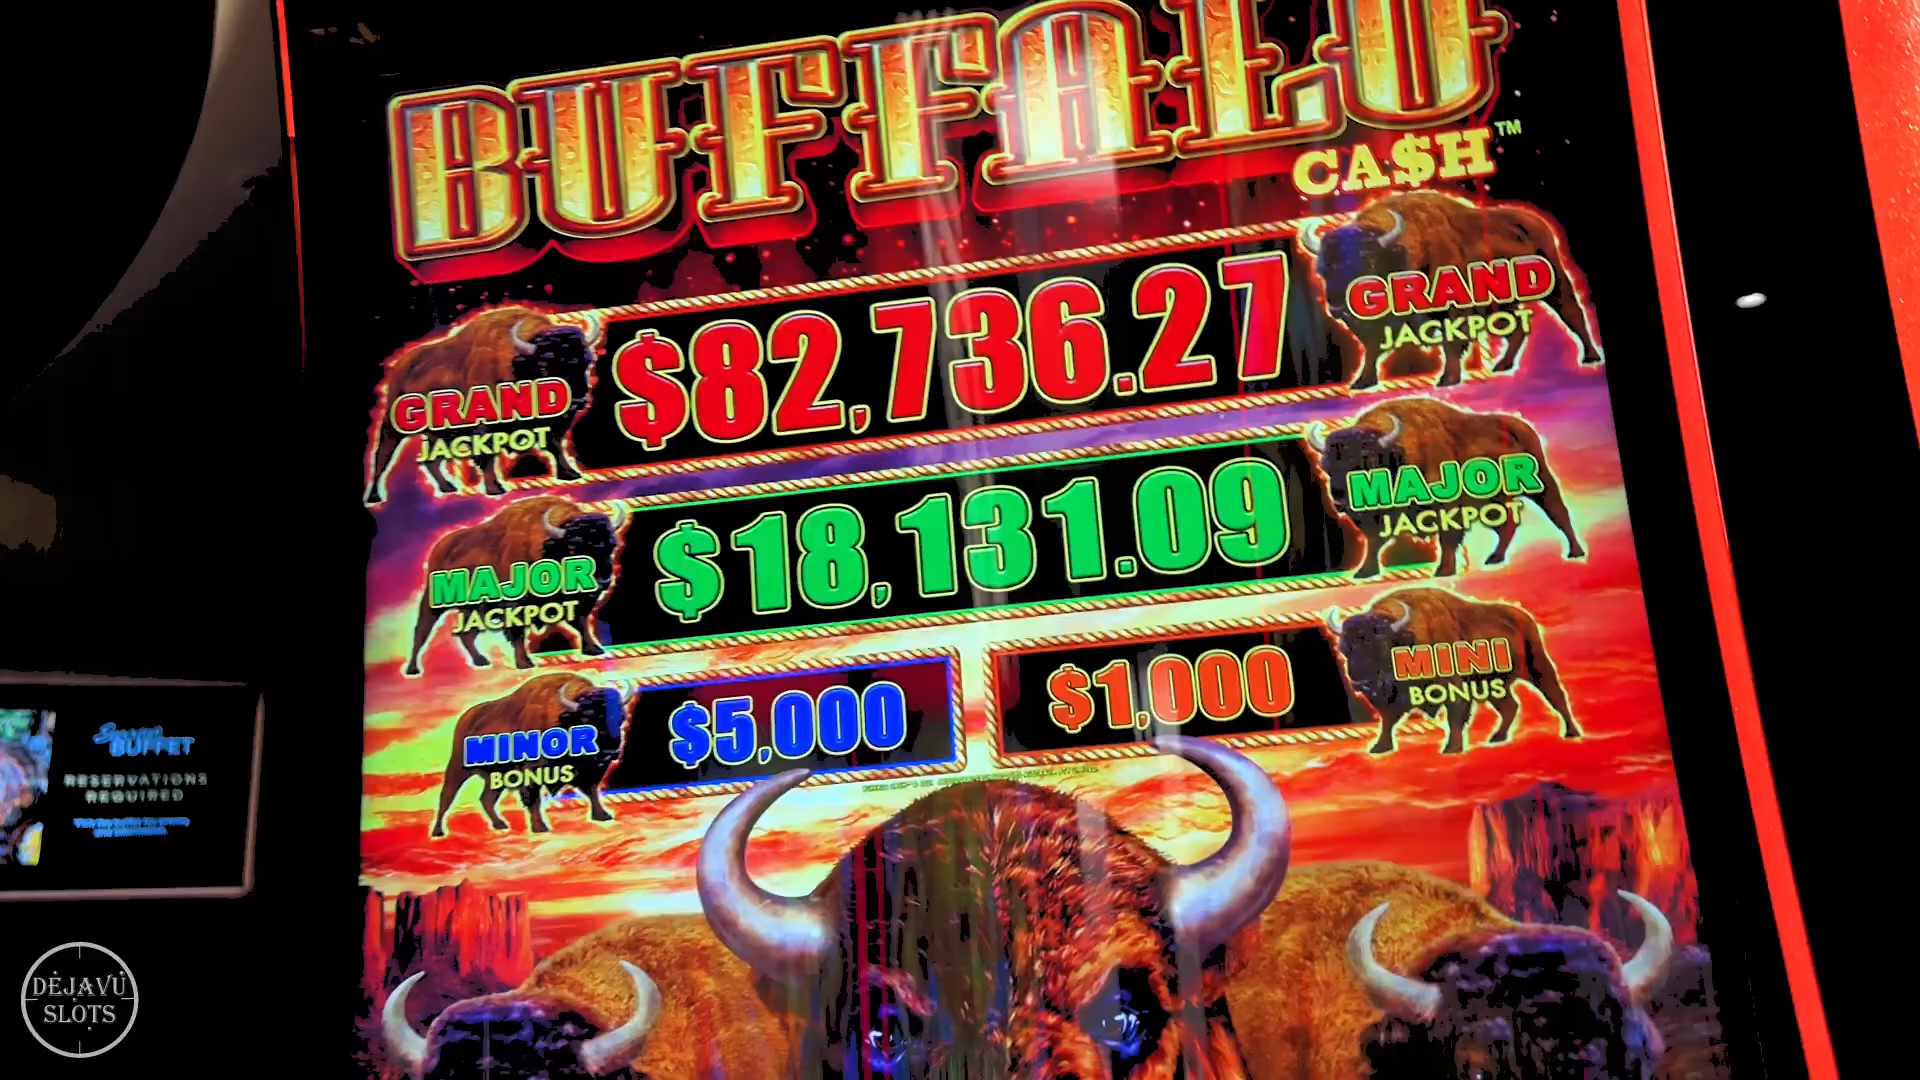 BUFFALO
CA$H™
GRAND
JACKPOT
$82,736.27
GRAND
JACKPOT
MAJOR
JACKPOT
$18,131.09
MAJOR
JACKPOT
MINOR
BONUS
$5,000
$1,000
MINI
BONUS
BUFFET
RESERVATIONS
REQUIRED
DÉJAVU
SLOTS